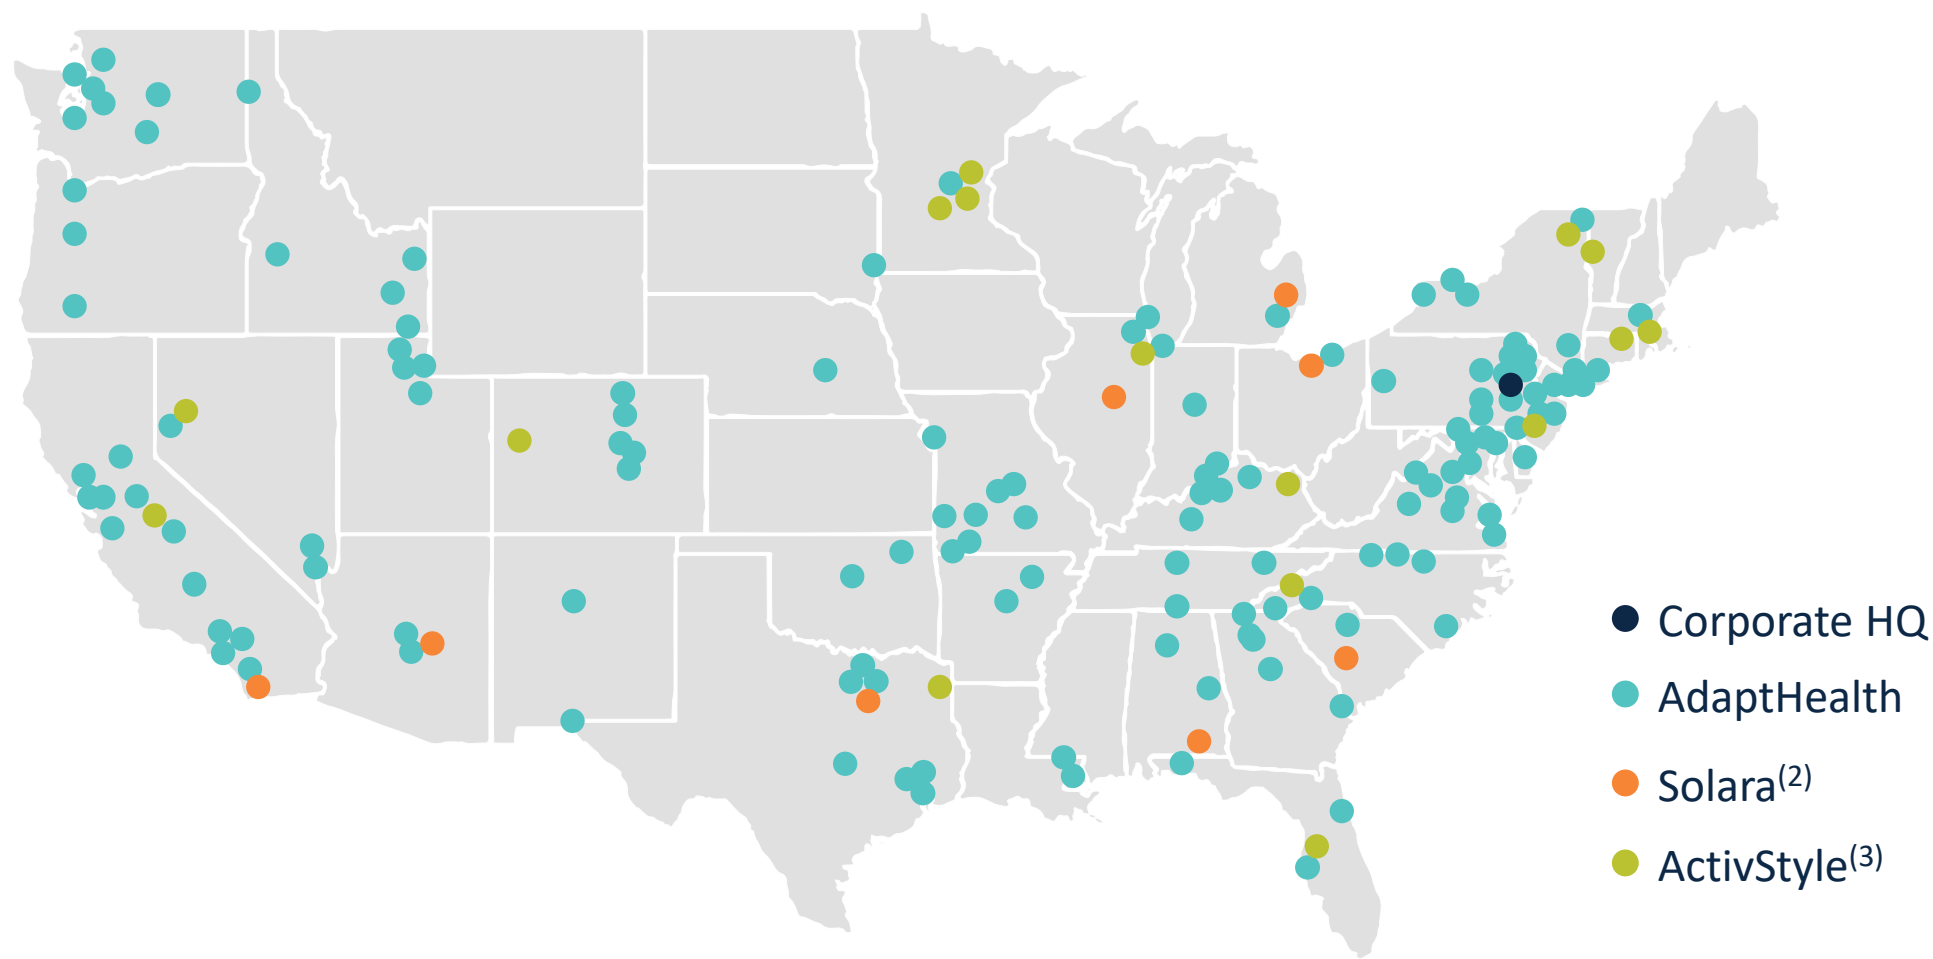 Corporate HQ
AdaptHealth
Solara(2)
ActivStyle(3)